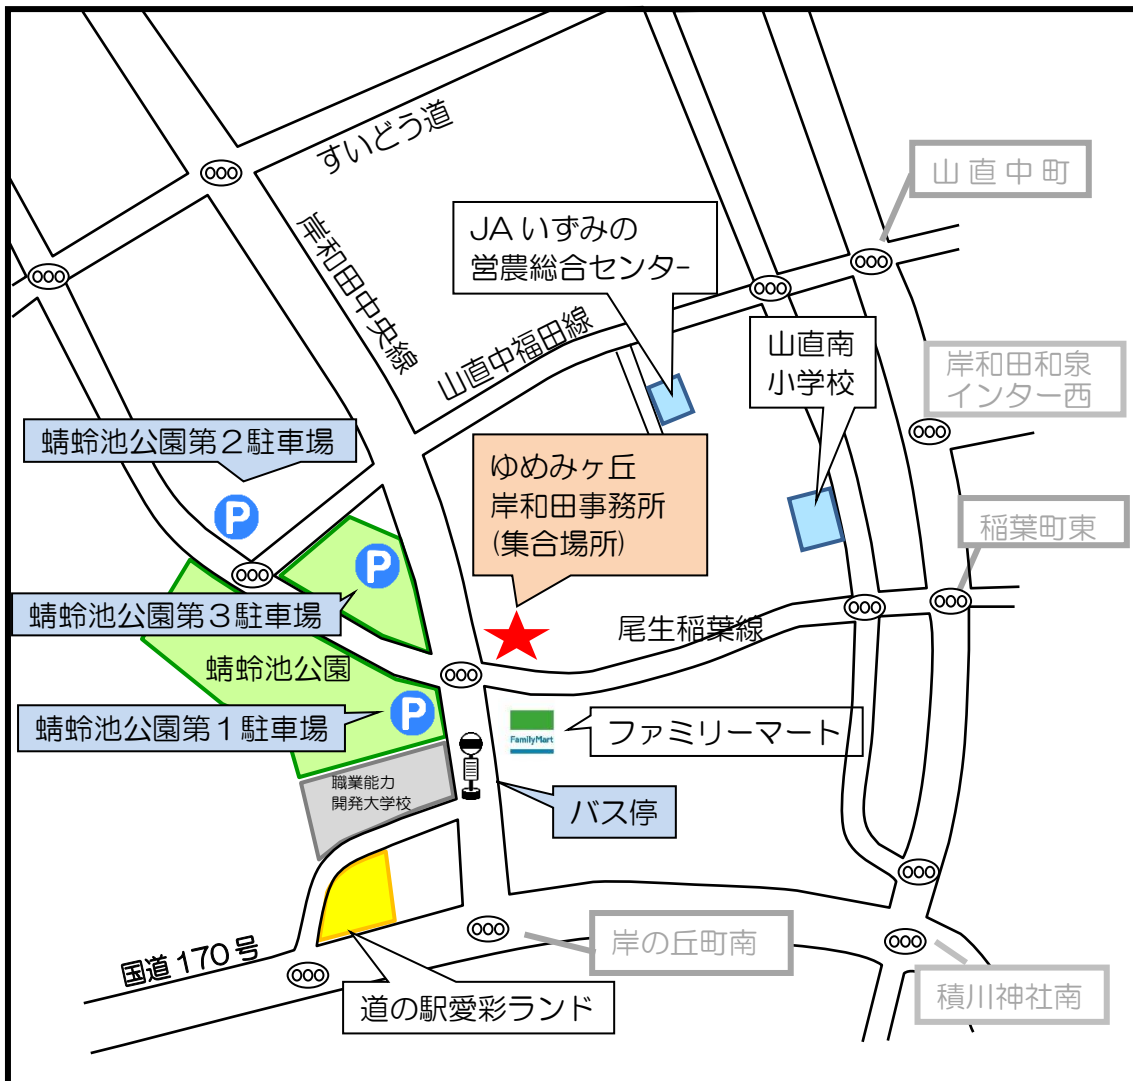 すいどう道
山直中町
岸和田中央線
JAいずみの
営農総合センター
山直中福田線
山直南
小学校
岸和田和泉
インター西
蜻蛉池公園第２駐車場
P
ゆめみヶ丘
岸和田事務所
(集合場所)
稲葉町東
P
蜻蛉池公園第３駐車場
尾生稲葉線
蜻蛉池公園
P
蜻蛉池公園第１駐車場
FamilyMart
ファミリーマート
職業能力
開発大学校
バス停
岸の丘町南
国道170号
道の駅愛彩ランド
積川神社南